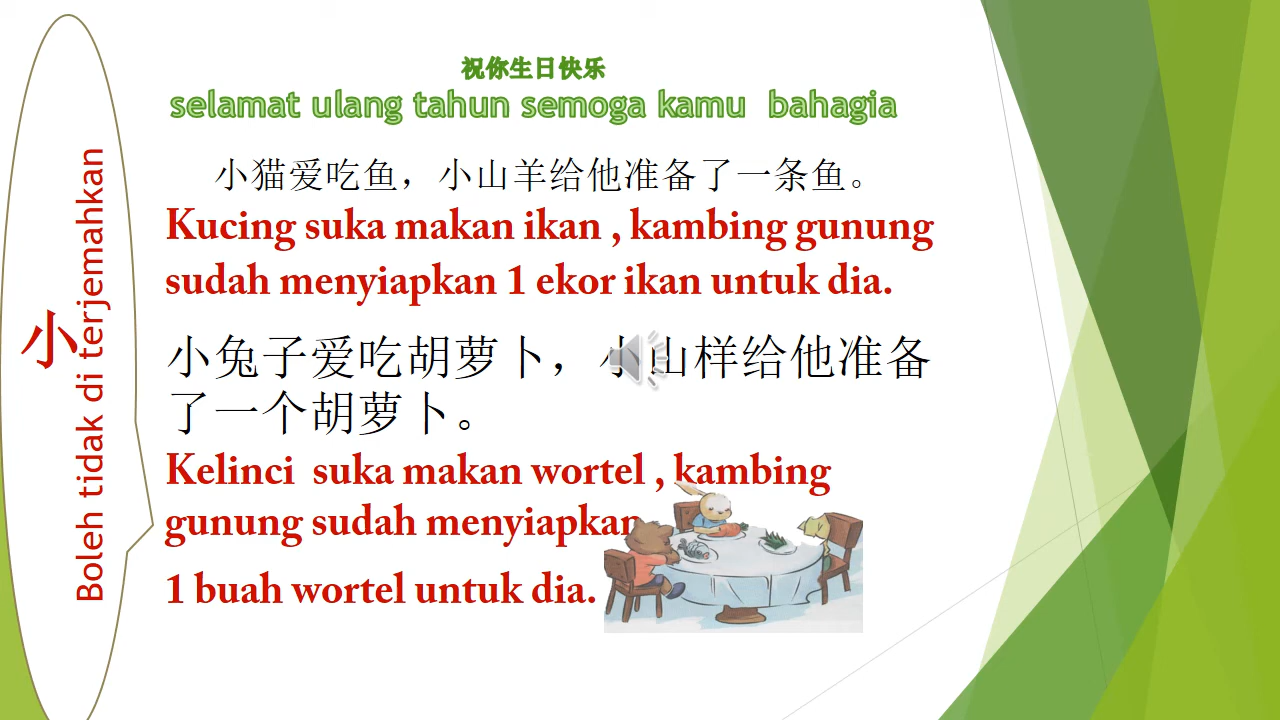 祝你生日快乐
selamat ulang tahun semoga kamu bahagia
小
Boleh tidak di terjemahkan
小猫爱吃鱼，小山羊给他准备了一条鱼。
Kucing suka makan ikan , kambing gunung
sudah menyiapkan 1 ekor ikan untuk dia.
小兔子爱吃胡萝卜，小山样给他准备
了一个胡萝卜。
Kelinci suka makan wortel , kambing
gunung sudah menyiapkan
1 buah wortel untuk dia.